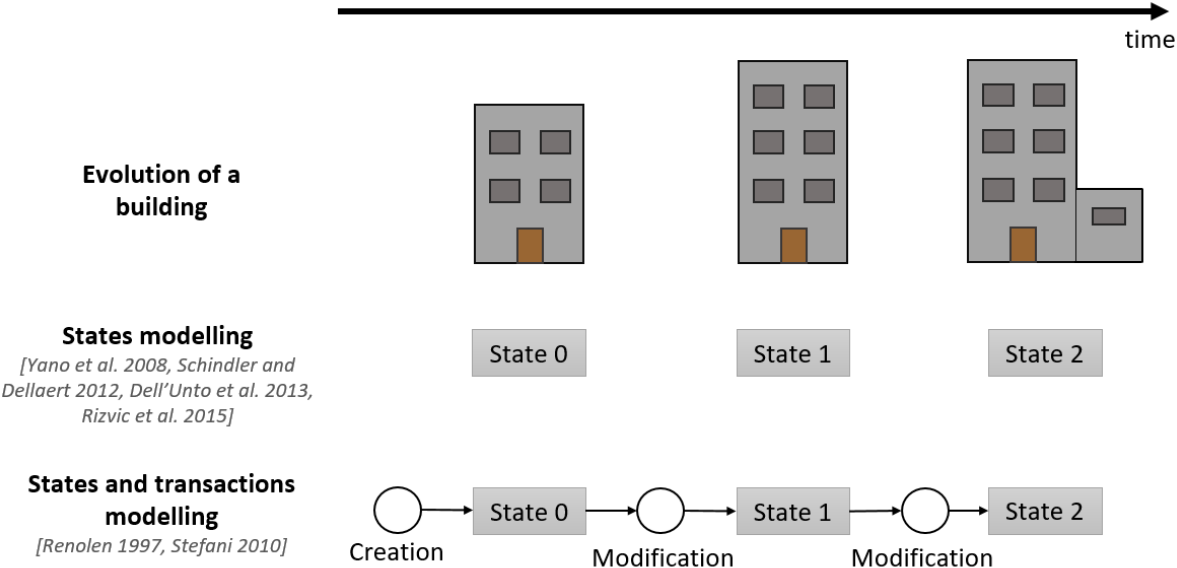 time
Evolution of a
building
States modelling
[Yano et al. 2008, Schindler and
Dellaert 2012, Dell'Unto et al. 2013,
Rizvic et al. 2015]
State 0
State 1
State 2
States and transactions
modelling
[Renolen 1997, Stefani 2010]
Creation
State 0
Modification
State 1
Modification
State 2